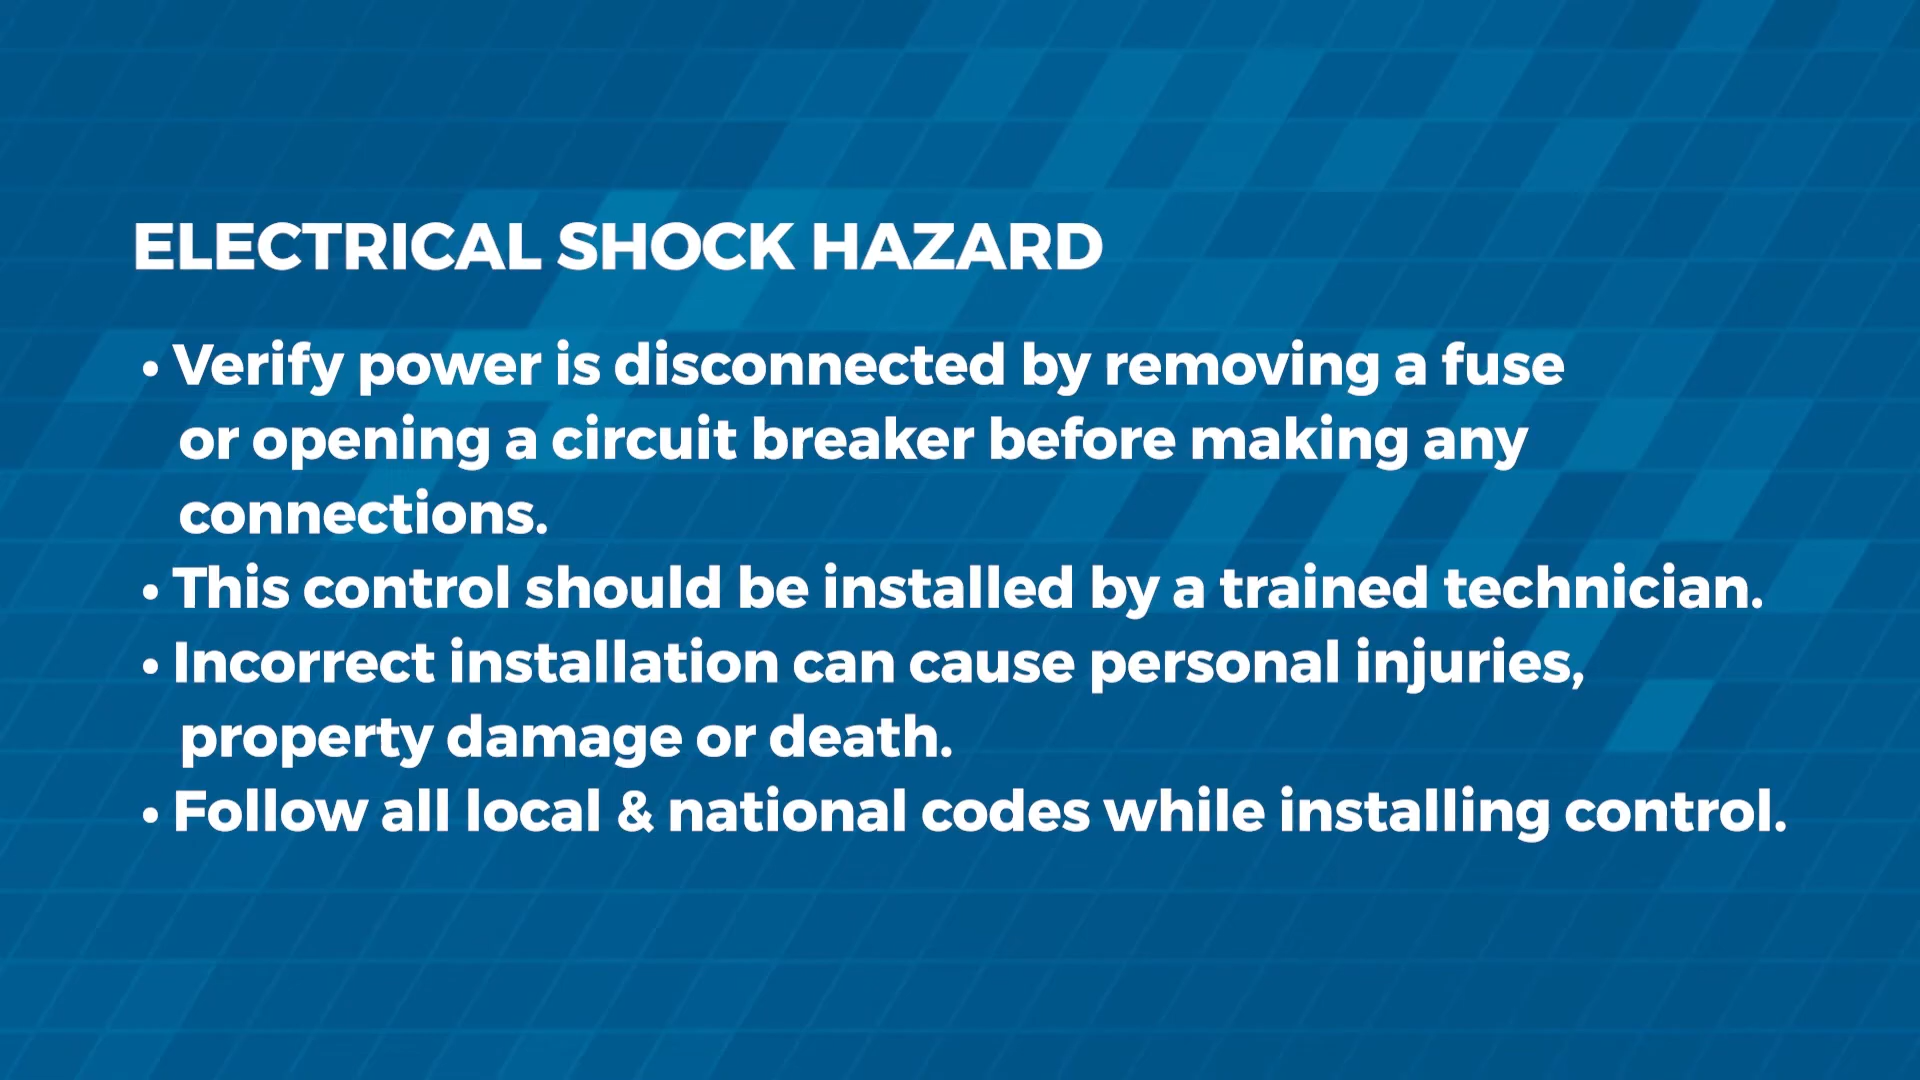 ELECTRICAL SHOCK HAZARD
• Verify power is disconnected by removing a fuse
or opening a circuit breaker before making any
connections.
• This control should be installed by a trained technician.
• Incorrect installation can cause personal injuries,
property damage or death.
• Follow all local & national codes while installing control.